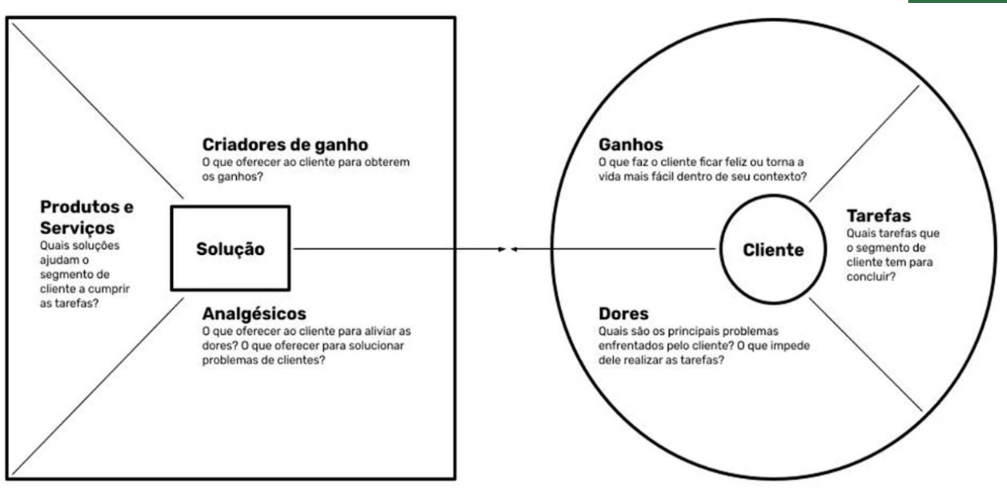 Criadores de ganho
O que oferecer ao cliente para obterem
os ganhos?
Produtos e
Serviços
Quais soluções
ajudam o
segmento de
cliente a cumprir
as tarefas?
Solução
Analgésicos
O que oferecer ao cliente para aliviar as
dores? O que oferecer para solucionar
problemas de clientes?
Ganhos
O que faz o cliente ficar feliz ou torna a
vida mais fácil dentro de seu contexto?
Cliente
Tarefas
Quais tarefas que
o segmento de
cliente tem para
concluir?
Dores
Quais são os principais problemas
enfrentados pelo cliente? O que impede
dele realizar as tarefas?